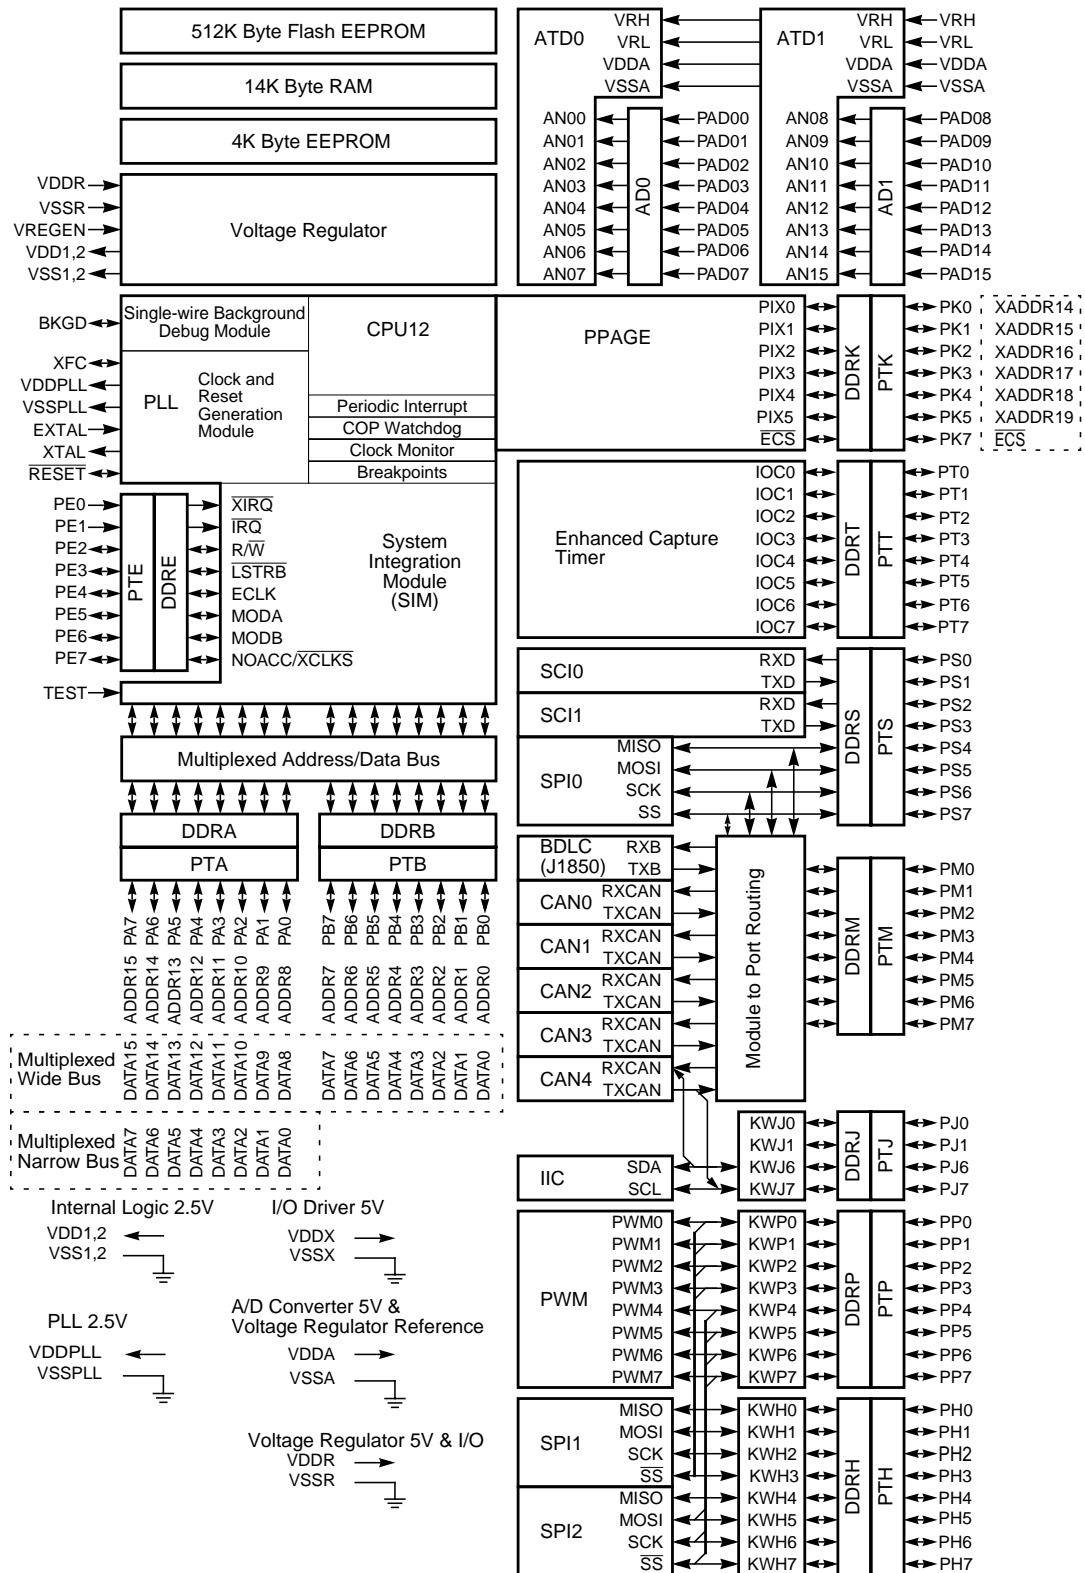 512K Byte Flash EEPROM
14K Byte RAM
4K Byte EEPROM
VDDR
VSSR
VREGEN
VDD1,2
VSS1,2
Voltage Regulator
ATD0
VRH
VRL
VDDA
VSSA
AN00
AN01
AN02
AN03
AN04
AN05
AN06
AN07
AD0
PAD00
PAD01
PAD02
PAD03
PAD04
PAD05
PAD06
PAD07
ATD1
VRH
VRL
VDDA
VSSA
VRH
VRL
VDDA
VSSA
AN08
AN09
AN10
AN11
AN12
AN13
AN14
AN15
AD1
PAD08
PAD09
PAD10
PAD11
PAD12
PAD13
PAD14
PAD15
BKGD
XFC
VDDPLL
VSSPLL
EXTAL
XTAL
RESET
Single-wire Background
Debug Module
CPU12
PLL
Clock and
Reset
Generation
Module
Periodic Interrupt
COP Watchdog
Clock Monitor
Breakpoints
PPAGE
PIX0
PIX1
PIX2
PIX3
PIX4
PIX5
ECS
DDRK
PTK
PK0
PK1
PK2
PK3
PK4
PK5
PK7
XADDR14
XADDR15
XADDR16
XADDR17
XADDR18
XADDR19
ECS
PE0
PE1
PE2
PE3
PE4
PE5
PE6
PE7
TEST
PTE
DDRE
XIRQ
IRQ
R/W
LSTRB
ECLK
MODA
MODB
NOACC/XCLKS
System
Integration
Module
(SIM)
Enhanced Capture
Timer
IOC0
IOC1
IOC2
IOC3
IOC4
IOC5
IOC6
IOC7
DDRT
PTT
PT0
PT1
PT2
PT3
PT4
PT5
PT6
PT7
SCI0
RXD
TXD
SCI1
RXD
TXD
SPI0
MISO
MOSI
SCK
SS
DDRS
PTS
PS0
PS1
PS2
PS3
PS4
PS5
PS6
PS7
Multiplexed Address/Data Bus
DDRA
PTA
DDRB
PTB
PA7
PA6
PA5
PA4
PA3
PA2
PA1
PA0
PB7
PB6
PB5
PB4
PB3
PB2
PB1
PB0
ADDR15
ADDR14
ADDR13
ADDR12
ADDR11
ADDR10
ADDR9
ADDR8
ADDR7
ADDR6
ADDR5
ADDR4
ADDR3
ADDR2
ADDR1
ADDR0
Multiplexed
Wide Bus
DATA15
DATA14
DATA13
DATA12
DATA11
DATA10
DATA9
DATA8
DATA7
DATA6
DATA5
DATA4
DATA3
DATA2
DATA1
DATA0
Multiplexed
Narrow Bus
DATA7
DATA6
DATA5
DATA4
DATA3
DATA2
DATA1
DATA0
BDLC
(J1850)
RXB
TXB
CAN0
RXCAN
TXCAN
CAN1
RXCAN
TXCAN
CAN2
RXCAN
TXCAN
CAN3
RXCAN
TXCAN
CAN4
RXCAN
TXCAN
Module to Port Routing
DDRM
PTM
PM0
PM1
PM2
PM3
PM4
PM5
PM6
PM7
IIC
SDA
SCL
KWJ0
KWJ1
KWJ6
KWJ7
DDRJ
PTJ
PJ0
PJ1
PJ6
PJ7
PWM
PWM0
PWM1
PWM2
PWM3
PWM4
PWM5
PWM6
PWM7
KWP0
KWP1
KWP2
KWP3
KWP4
KWP5
KWP6
KWP7
DDRP
PTP
PP0
PP1
PP2
PP3
PP4
PP5
PP6
PP7
SPI1
MISO
MOSI
SCK
SS
SPI2
MISO
MOSI
SCK
SS
KWH0
KWH1
KWH2
KWH3
KWH4
KWH5
KWH6
KWH7
DDRH
PTH
PH0
PH1
PH2
PH3
PH4
PH5
PH6
PH7
Internal Logic 2.5V
VDD1,2
VSS1,2
I/O Driver 5V
VDDX
VSSX
PLL 2.5V
VDDPLL
VSSPLL
A/D Converter 5V &
Voltage Regulator Reference
VDDA
VSSA
Voltage Regulator 5V & I/O
VDDR
VSSR